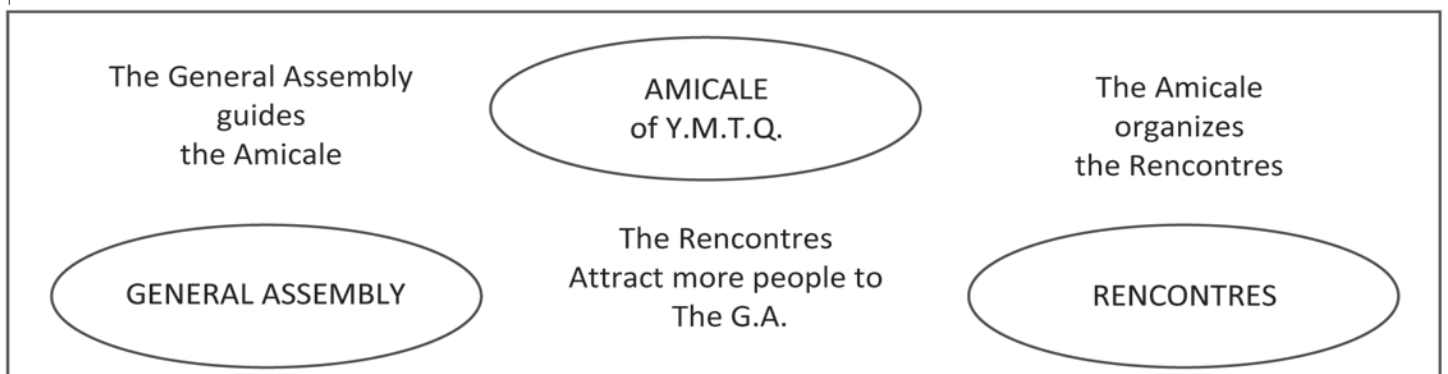 The General Assembly
guides
the Amicale
AMICALE
of Y.M.T.Q.
The Amicale
organizes
the Rencontres
GENERAL ASSEMBLY
The Rencontres
Attract more people to
The G.A.
RENCONTRES